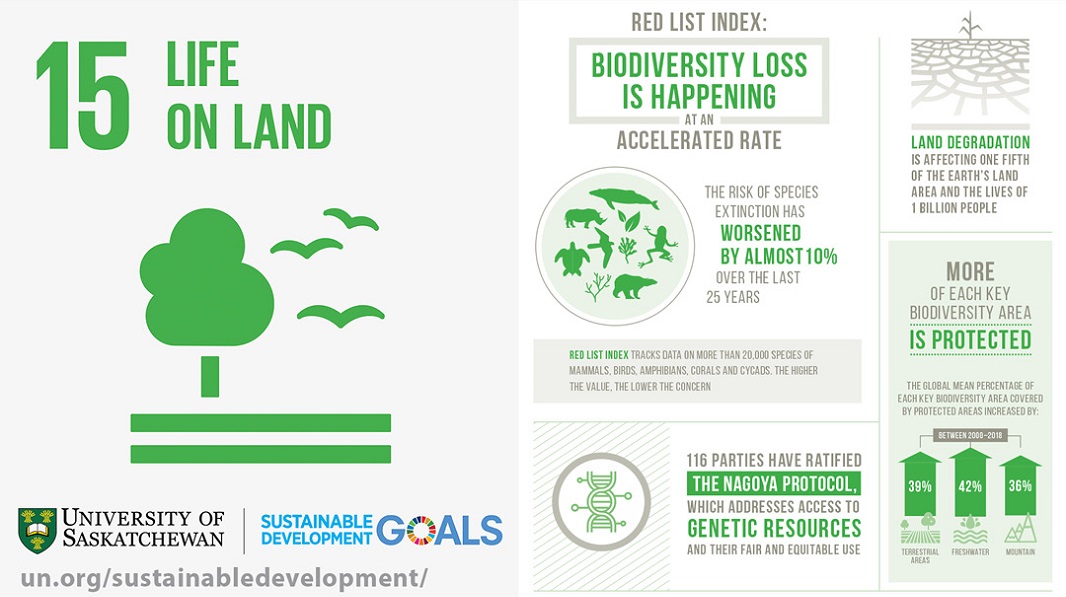 15
LIFE
ON LAND
UNIVERSITY OF
SASKATCHEWAN
SUSTAINABLE
DEVELOPMENT
GOALS
un.org/sustainabledevelopment/
RED LIST INDEX:
BIODIVERSITY LOSS
IS HAPPENING
AT AN
ACCELERATED RATE
THE RISK OF SPECIES
EXTINCTION HAS
WORSENED
BY ALMOST 10%
OVER THE LAST
25 YEARS
RED LIST INDEX TRACKS DATA ON MORE THAN 20,000 SPECIES OF
MAMMALS, BIRDS, AMPHIBIANS, CORALS AND CYCADS. THE HIGHER
THE VALUE, THE LOWER THE CONCERN
116 PARTIES HAVE RATIFIED
THE NAGOYA PROTOCOL,
WHICH ADDRESSES ACCESS TO
GENETIC RESOURCES
AND THEIR FAIR AND EQUITABLE USE
LAND DEGRADATION
IS AFFECTING ONE FIFTH
OF THE EARTH'S LAND
AREA AND THE LIVES OF
1 BILLION PEOPLE
MORE
OF EACH KEY
BIODIVERSITY AREA
IS PROTECTED
THE GLOBAL MEAN PERCENTAGE OF
EACH KEY BIODIVERSITY AREA COVERED
BY PROTECTED AREAS INCREASED BY:
BETWEEN 2000–2018
39% 42% 36%
TERRESTRIAL
AREAS
FRESHWATER
MOUNTAIN